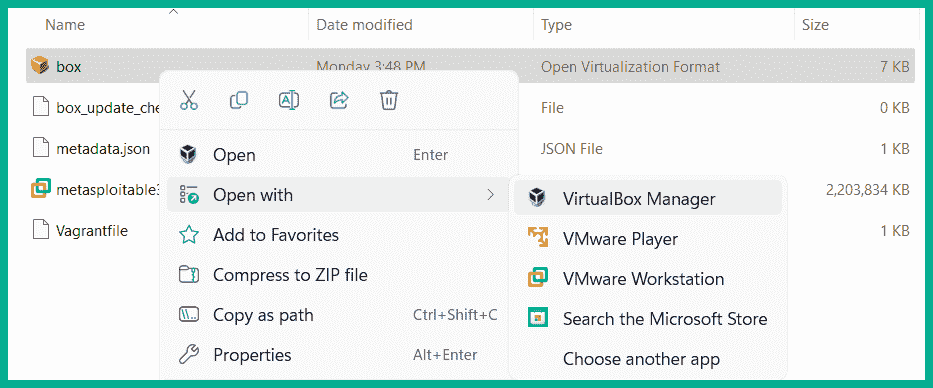 Name Date modified Type Size
box Monday 3:48 PM Open Virtualization Format 7 KB
box_update_che File 0 KB
metadata.json JSON File 1 KB
metasploitable3 2,203,834 KB
Vagrantfile 1 KB
Open Enter
Open with
Add to Favorites
Compress to ZIP file
Copy as path Ctrl+Shift+C
Properties Alt+Enter
VirtualBox Manager
VMware Player
VMware Workstation
Search the Microsoft Store
Choose another app